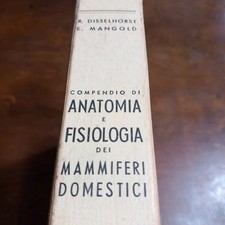 R. DISSELHORST
E. MANGOLD
COMPENDIO DI
ANATOMIA
E
FISIOLOGIA
DEI
MAMMIFERI
DOMESTICI